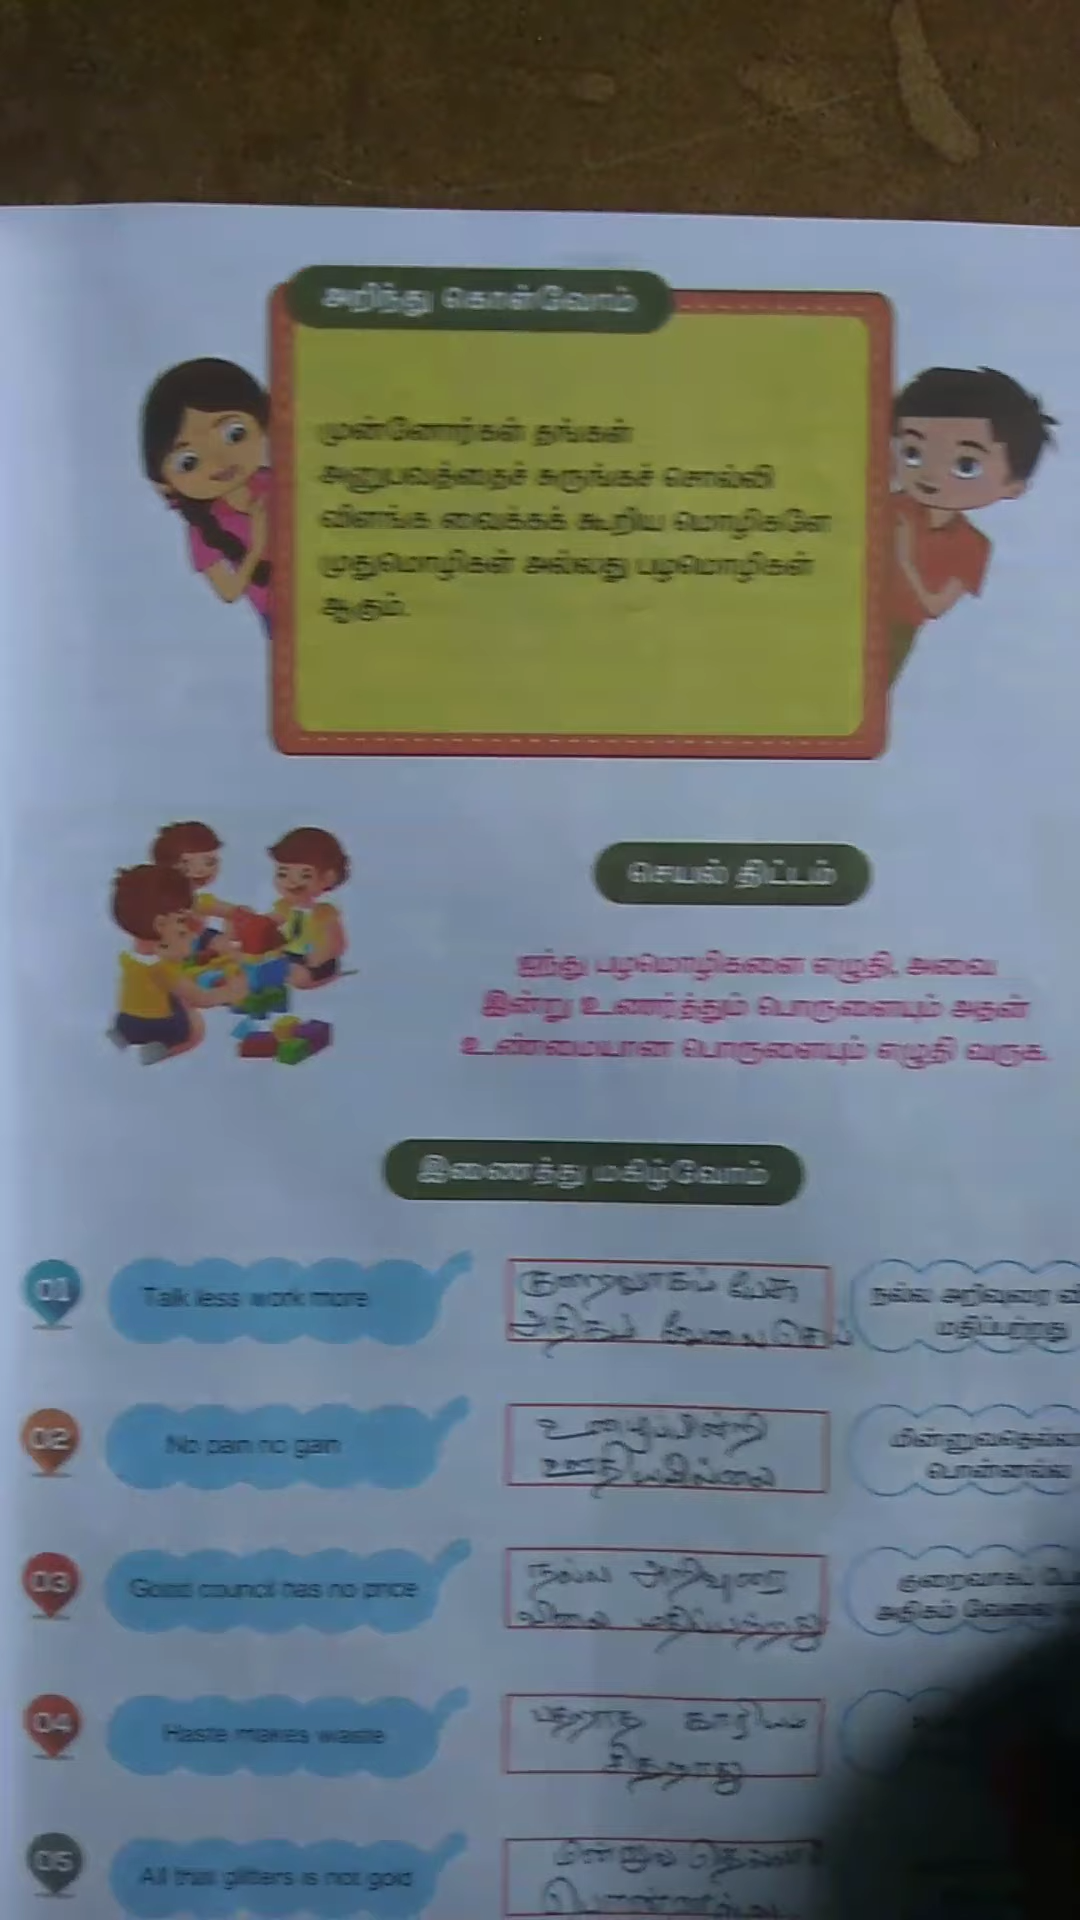 அறிந்து கொள்வோம்
முன்னோர்கள் தங்கள்
அனுபவத்தைச் சுருங்கச் சொல்லி
விளங்க வைக்கக் கூறிய மொழிகளே
முதுமொழிகள் அல்லது பழமொழிகள்
ஆகும்.
செயல் திட்டம்
ஐந்து பழமொழிகளை எழுதி, அவை
இன்று உணர்த்தும் பொருளையும் அதன்
உண்மையான பொருளையும் எழுதி வருக.
இணைத்து மகிழ்வோம்
01
Talk less work more
குறைவாகப் பேசு
அதிகம் வேலை செய்
நல்ல அறிவுரை
மதிப்பற்றது
02
No pain no gain
உழைப்பின்றி
ஊதியமில்லை
மின்னுவதெல்லா
பொன்னல்ல
03
Good council has no price
நல்ல அறிவுரை
விலை மதிப்பற்றது
குறைவாகப்
அதிகம் வேலை
04
Haste makes waste
பதறாத காரியம்
சிதறாது
05
All that glitters is not gold